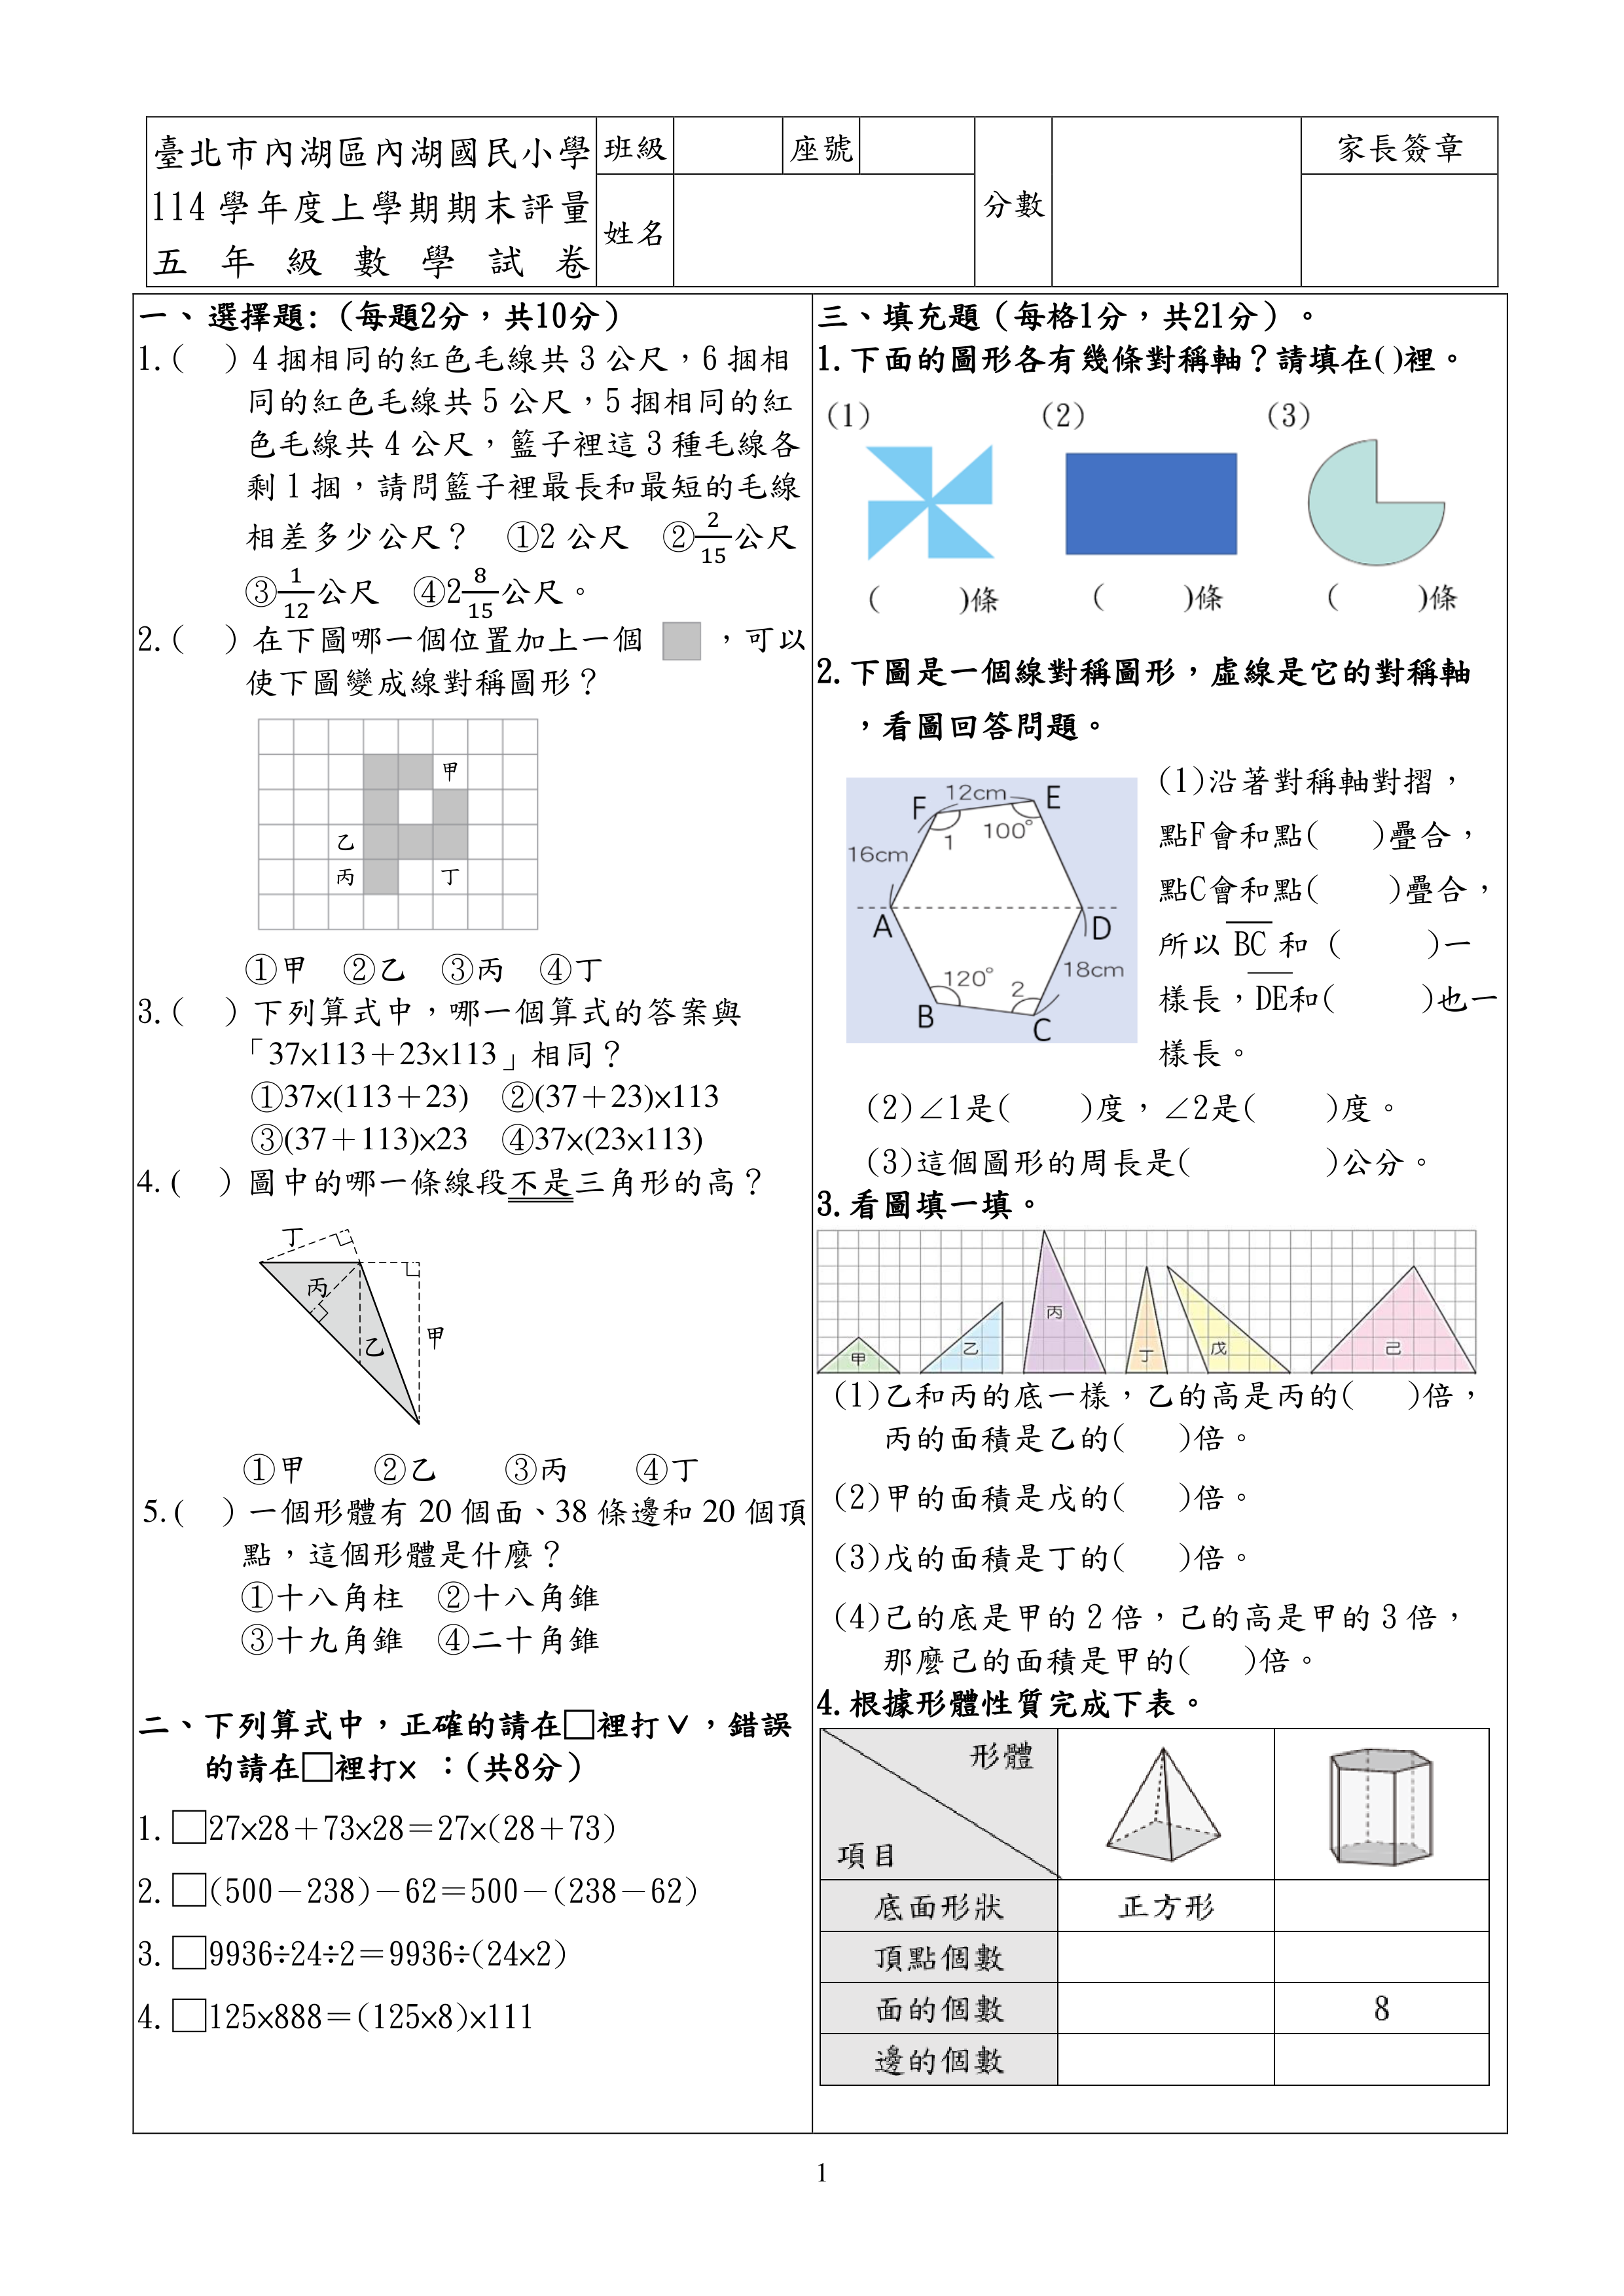 臺北市內湖區內湖國民小學
114 學年度上學期期末評量
五年級數學試卷
班級
座號
姓名
分數
家長簽章
一、選擇題:（每題2分，共10分）
1.(　) 4 捆相同的紅色毛線共 3 公尺，6 捆相
同的紅色毛線共 5 公尺，5 捆相同的紅
色毛線共 4 公尺，籃子裡這 3 種毛線各
剩 1 捆，請問籃子裡最長和最短的毛線
相差多少公尺？　①2 公尺　②2/15公尺
③1/12公尺　④2 8/15公尺。
2.(　) 在下圖哪一個位置加上一個　，可以
使下圖變成線對稱圖形？
甲
乙
丙　丁
①甲　②乙　③丙　④丁
3.(　) 下列算式中，哪一個算式的答案與
「37×113＋23×113」相同？
①37×(113＋23)　②(37＋23)×113
③(37＋113)×23　④37×(23×113)
4.(　) 圖中的哪一條線段不是三角形的高？
丁
丙
乙
甲
①甲　②乙　③丙　④丁
5.(　) 一個形體有 20 個面、38 條邊和 20 個頂
點，這個形體是什麼？
①十八角柱　②十八角錐
③十九角錐　④二十角錐
二、下列算式中，正確的請在□裡打∨，錯誤
的請在□裡打×：（共8分）
1.□27×28＋73×28＝27×(28＋73)
2.□(500－238)－62＝500－(238－62)
3.□9936÷24÷2＝9936÷(24×2)
4.□125×888＝(125×8)×111
三、填充題（每格1分，共21分）。
1.下面的圖形各有幾條對稱軸？請填在( )裡。
(1)　(2)　(3)
(　)條　(　)條　(　)條
2.下圖是一個線對稱圖形，虛線是它的對稱軸
，看圖回答問題。
F 12cm E
1 100°
16cm
A D
120° 2 18cm
B C
(1)沿著對稱軸對摺，
點F會和點(　)疊合，
點C會和點(　)疊合，
所以 BC 和 (　)一
樣長，DE和(　)也一
樣長。
(2)∠1是(　)度，∠2是(　)度。
(3)這個圖形的周長是(　)公分。
3.看圖填一填。
甲　乙　丙　丁　戊　己
(1)乙和丙的底一樣，乙的高是丙的(　)倍，
丙的面積是乙的(　)倍。
(2)甲的面積是戊的(　)倍。
(3)戊的面積是丁的(　)倍。
(4)己的底是甲的 2 倍，己的高是甲的 3 倍，
那麼己的面積是甲的(　)倍。
4.根據形體性質完成下表。
形體
項目
底面形狀　正方形
頂點個數
面的個數　8
邊的個數
1